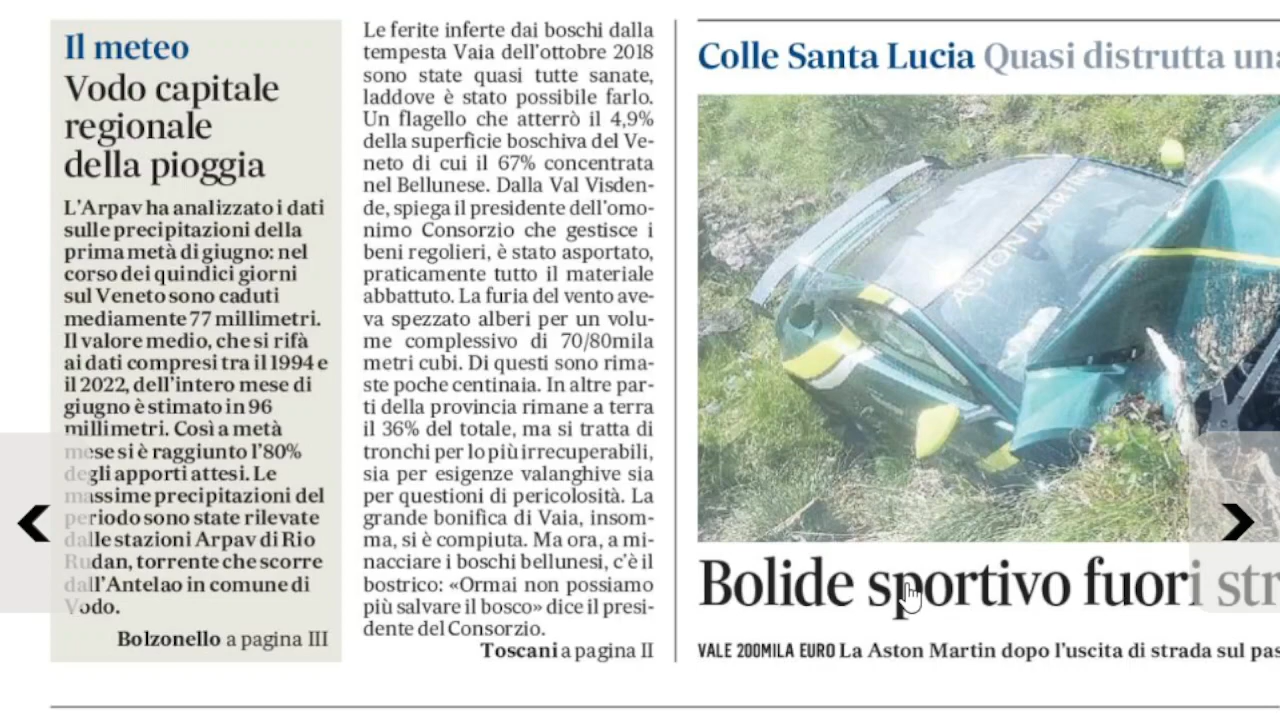 Il meteo
Vodo capitale
regionale
della pioggia
L'Arpav ha analizzato i dati
sulle precipitazioni della
prima metà di giugno: nel
corso dei quindici giorni
sul Veneto sono caduti
mediamente 77 millimetri.
Il valore medio, che si rifà
ai dati compresi tra il 1994 e
il 2022, dell'intero mese di
giugno è stimato in 96
millimetri. Così a metà
mese si è raggiunto l'80%
degli apporti attesi. Le
massime precipitazioni del
periodo sono state rilevate
dalle stazioni Arpav di Rio
Rudan, torrente che scorre
dall'Antelao in comune di
Vodo.
Bolzonello a pagina III
Le ferite inferte dai boschi dalla
tempesta Vaia dell'ottobre 2018
sono state quasi tutte sanate,
laddove è stato possibile farlo.
Un flagello che atterrò il 4,9%
della superficie boschiva del Ve-
neto di cui il 67% concentrata
nel Bellunese. Dalla Val Visden-
de, spiega il presidente dell'omo-
nimo Consorzio che gestisce i
beni regolieri, è stato asportato,
praticamente tutto il materiale
abbattuto. La furia del vento ave-
va spezzato alberi per un volu-
me complessivo di 70/80mila
metri cubi. Di questi sono rima-
ste poche centinaia. In altre par-
ti della provincia rimane a terra
il 36% del totale, ma si tratta di
tronchi per lo più irrecuperabili,
sia per esigenze valanghive sia
per questioni di pericolosità. La
grande bonifica di Vaia, insom-
ma, si è compiuta. Ma ora, a mi-
nacciare i boschi bellunesi, c'è il
bostrico: «Ormai non possiamo
più salvare il bosco» dice il presi-
dente del Consorzio.
Toscani a pagina II
Colle Santa Lucia Quasi distrutta una
ASTON MARTIN
Bolide sportivo fuori str
VALE 200MILA EURO La Aston Martin dopo l'uscita di strada sul pas